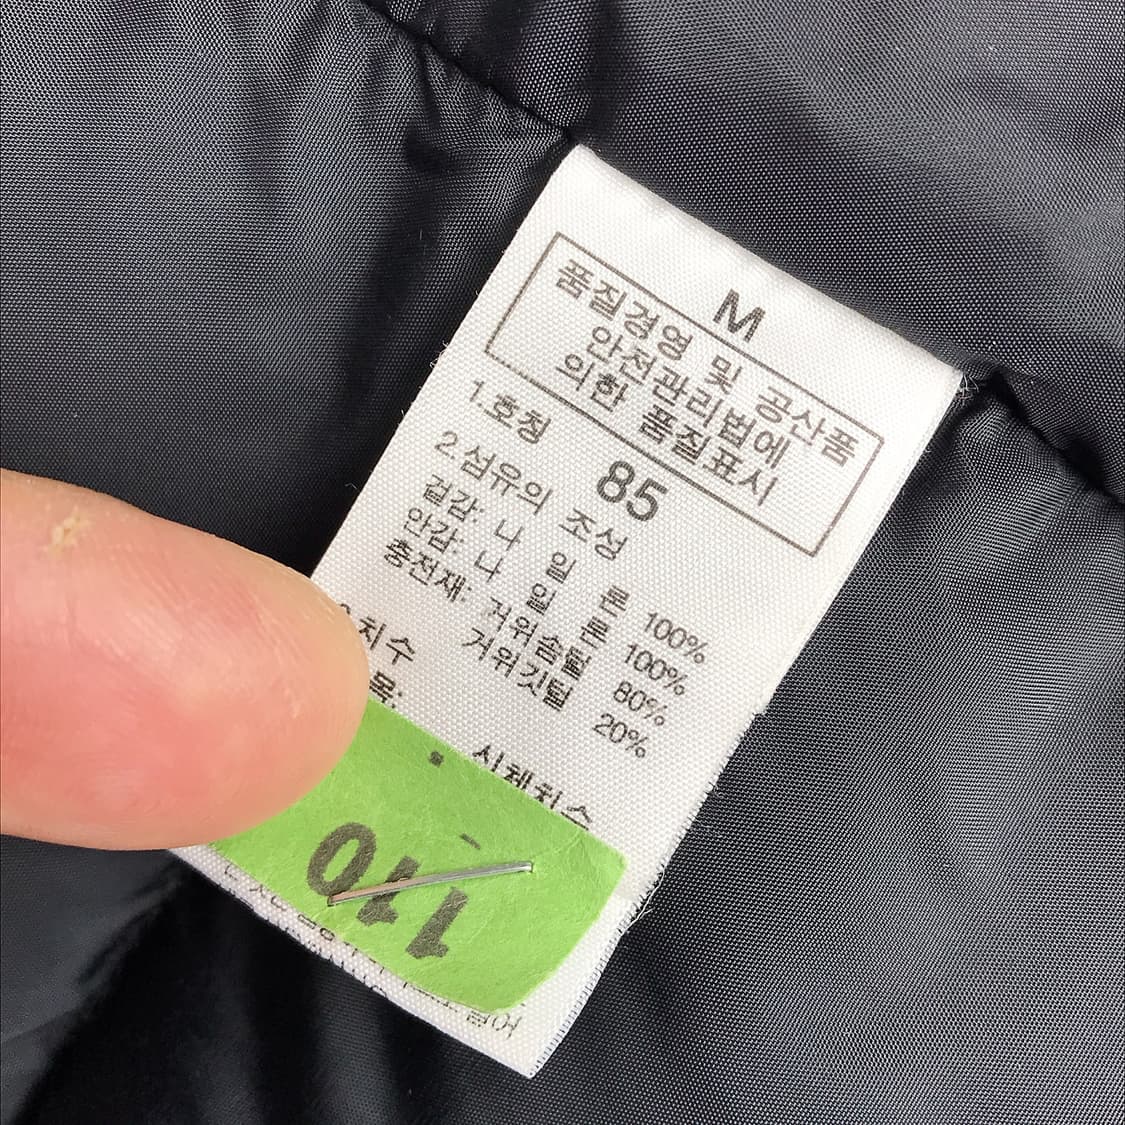 M
품질경영 및 공산품
안전관리법에
의한 품질표시
1.호칭 85
2.섬유의 조성
겉감: 나 일 론 100%
안감: 나 일 론 100%
충전재: 거위솜털 80%
거위깃털 20%
치수 신체치수
목:
110